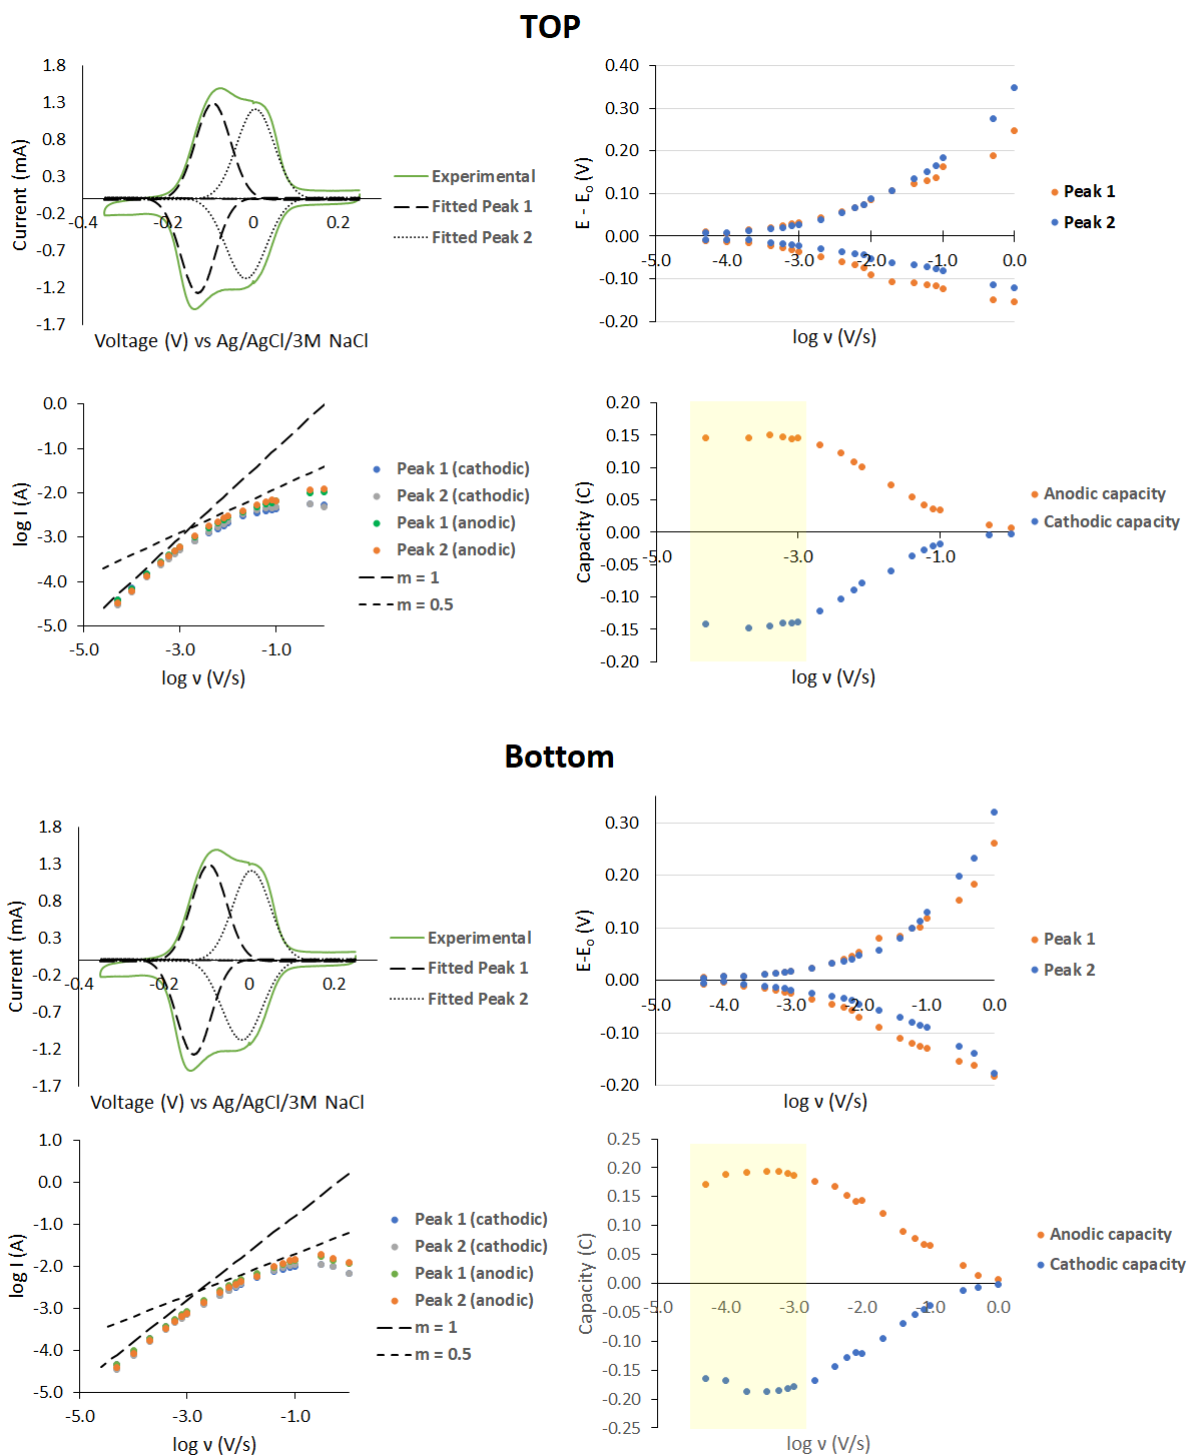 TOP
1.8
1.3
0.8
0.3
-0.2
-0.7
-1.2
-1.7
-0.4
-0.2
0
0.2
Current (mA)
Voltage (V) vs Ag/AgCl/3M NaCl
Experimental
Fitted Peak 1
Fitted Peak 2
0.40
0.30
0.20
0.10
0.00
-0.10
-0.20
-5.0
-4.0
-3.0
-2.0
-1.0
0.0
E - Eₒ (V)
log ν (V/s)
Peak 1
Peak 2
0.0
-1.0
-2.0
-3.0
-4.0
-5.0
-5.0
-3.0
-1.0
log I (A)
log ν (V/s)
Peak 1 (cathodic)
Peak 2 (cathodic)
Peak 1 (anodic)
Peak 2 (anodic)
m = 1
m = 0.5
0.20
0.15
0.10
0.05
0.00
-0.05
-0.10
-0.15
-0.20
-5.0
-3.0
-1.0
Capacity (C)
log ν (V/s)
Anodic capacity
Cathodic capacity
Bottom
1.8
1.3
0.8
0.3
-0.2
-0.7
-1.2
-1.7
-0.4
-0.2
0
0.2
Current (mA)
Voltage (V) vs Ag/AgCl/3M NaCl
Experimental
Fitted Peak 1
Fitted Peak 2
0.30
0.20
0.10
0.00
-0.10
-0.20
-5.0
-4.0
-3.0
-2.0
-1.0
0.0
E-Eₒ (V)
log ν (V/s)
Peak 1
Peak 2
1.0
0.0
-1.0
-2.0
-3.0
-4.0
-5.0
-5.0
-3.0
-1.0
log I (A)
log ν (V/s)
Peak 1 (cathodic)
Peak 2 (cathodic)
Peak 1 (anodic)
Peak 2 (anodic)
m = 1
m = 0.5
0.25
0.20
0.15
0.10
0.05
0.00
-0.05
-0.10
-0.15
-0.20
-0.25
-5.0
-4.0
-3.0
-2.0
-1.0
0.0
Capacity (C)
log ν (V/s)
Anodic capacity
Cathodic capacity